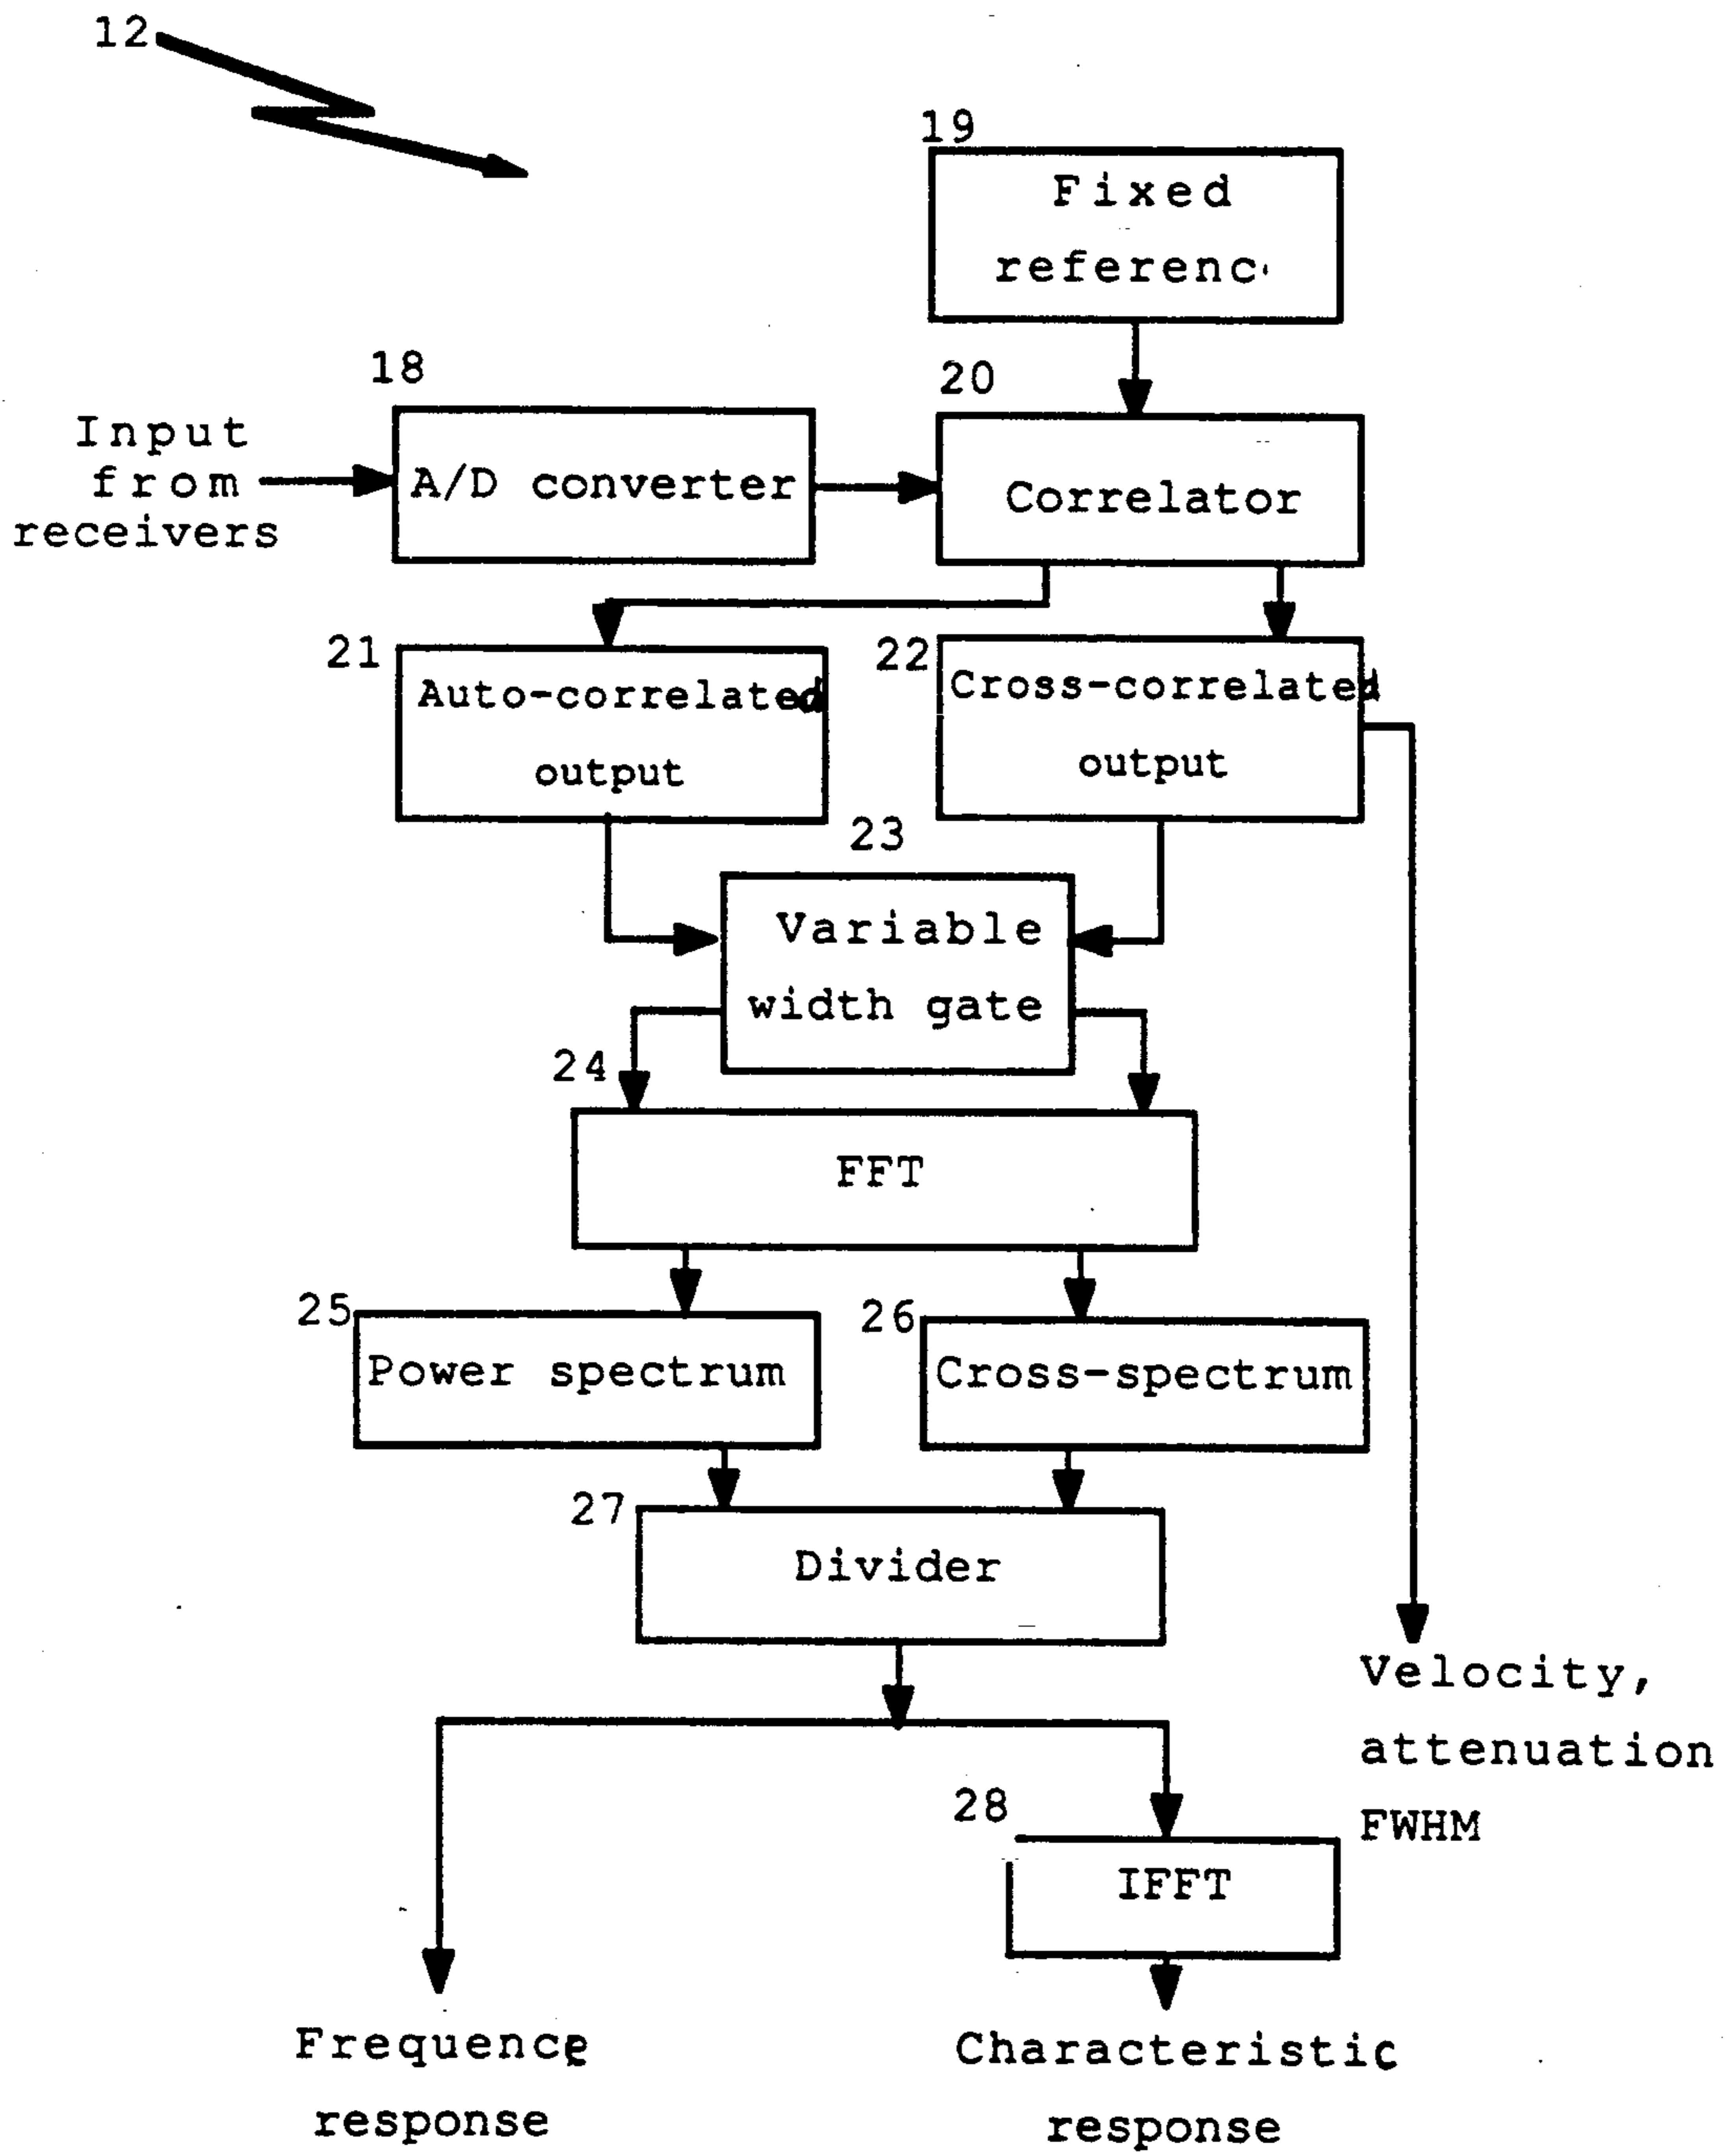 12
19
Fixed
referenc
18
20
Input
from
receivers
A/D converter
Correlator
21
Auto-correlated
output
22
Cross-correlated
output
23
Variable
width gate
24
FFT
25
Power spectrum
26
Cross-spectrum
27
Divider
Velocity,
attenuation
FWHM
28
IFFT
Frequence
response
Characteristic
response